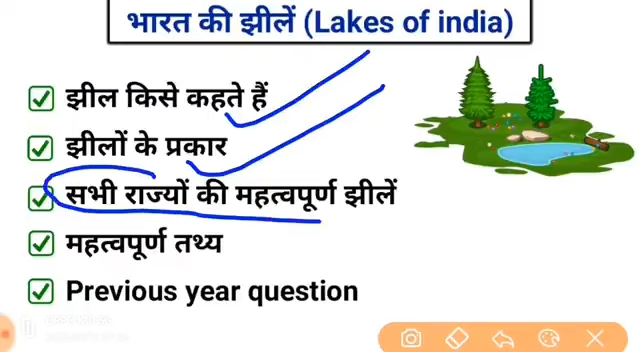 भारत की झीलें (Lakes of india)
झील किसे कहते हैं
झीलों के प्रकार
सभी राज्यों की महत्वपूर्ण झीलें
महत्वपूर्ण तथ्य
Previous year question